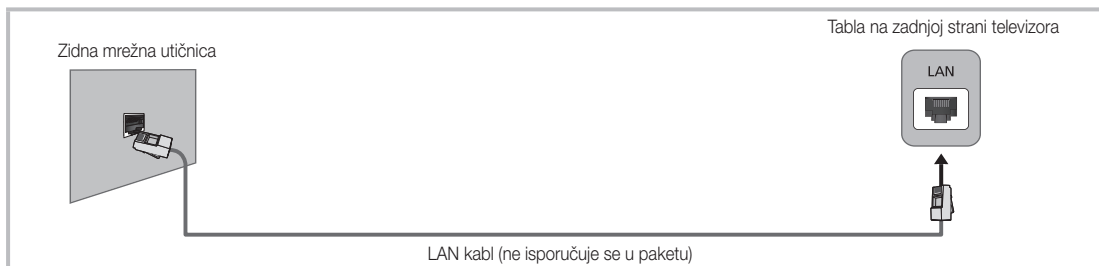 Tabla na zadnjoj strani televizora
Zidna mrežna utičnica
LAN
LAN kabl (ne isporučuje se u paketu)